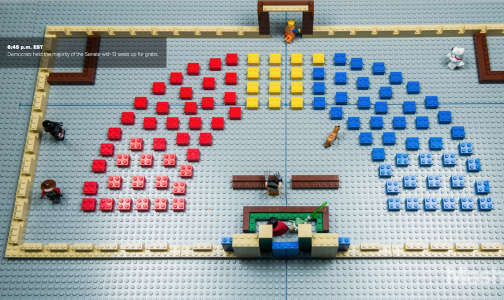 6:45 p.m. EST
Democrats held the majority of the Senate with 13 seats up for grabs.